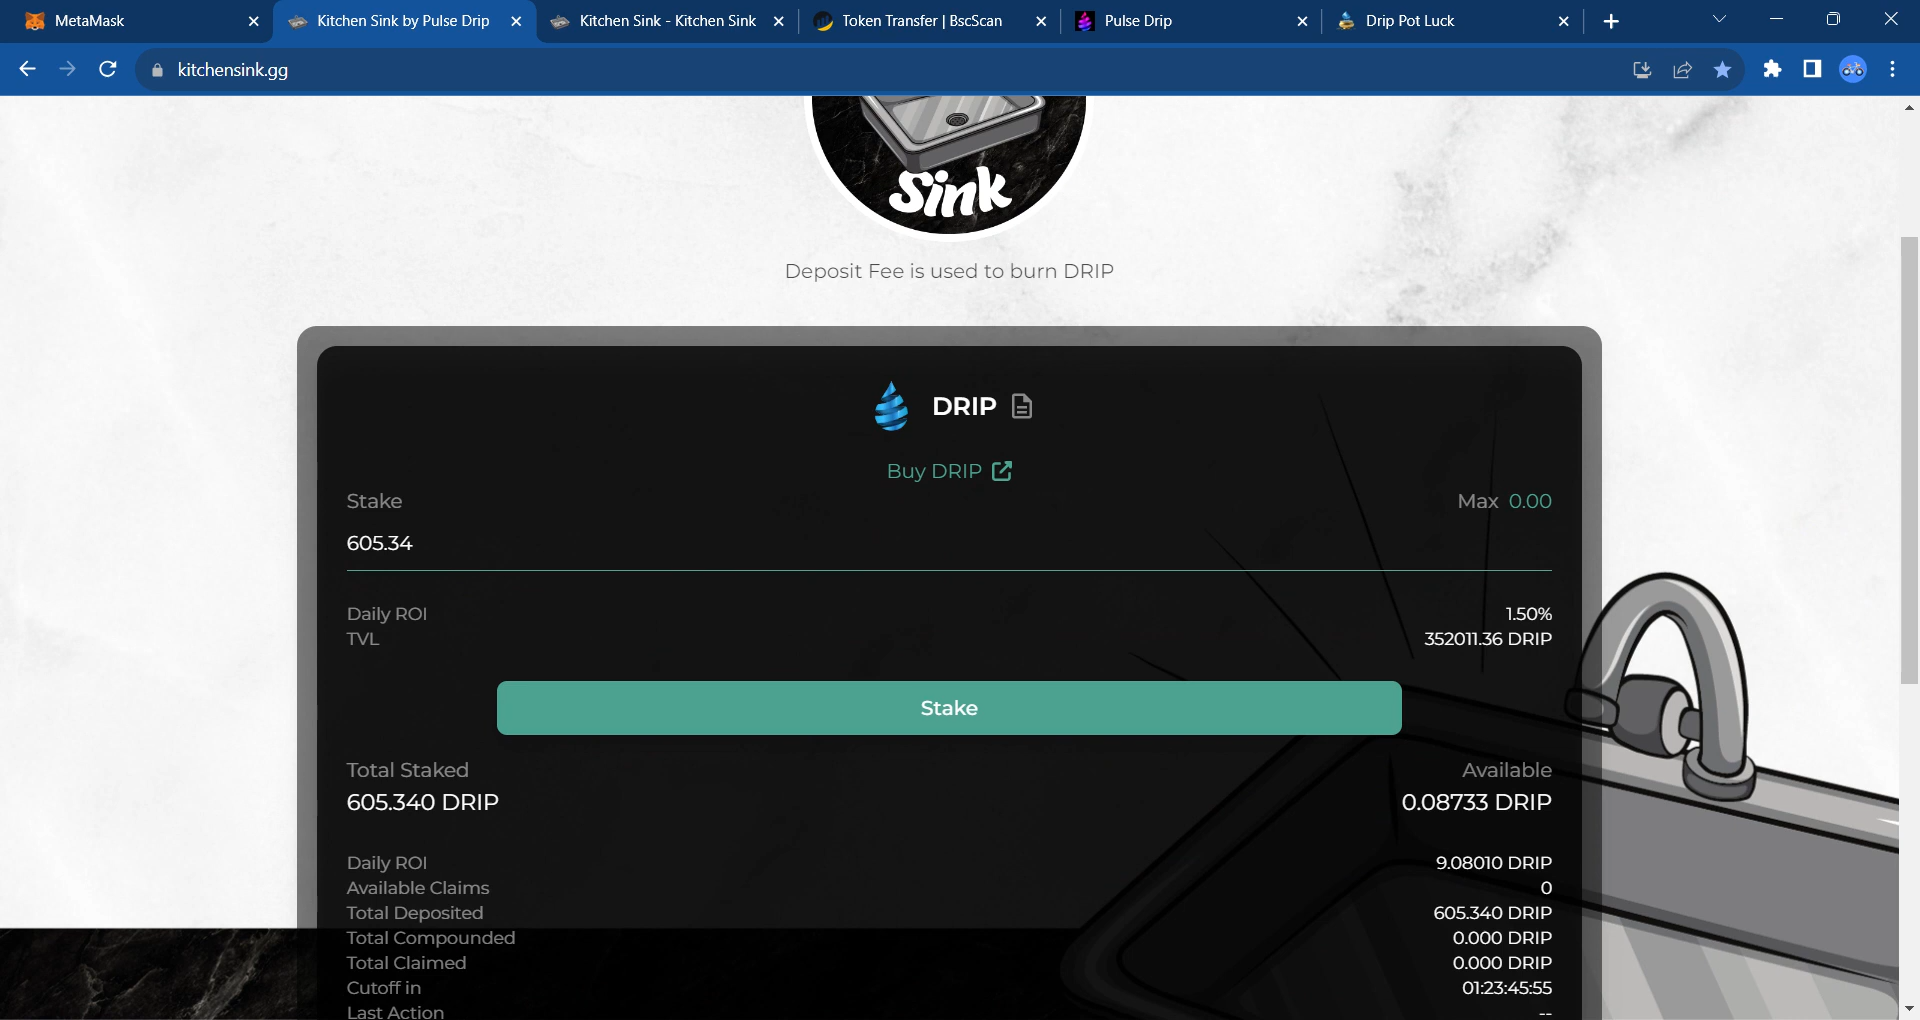 MetaMask
Kitchen Sink by Pulse Drip
Kitchen Sink - Kitchen Sink
Token Transfer | BscScan
Pulse Drip
Drip Pot Luck
kitchensink.gg
Sink
Deposit Fee is used to burn DRIP
DRIP
Buy DRIP
Stake Max 0.00
605.34
Daily ROI 1.50%
TVL 352011.36 DRIP
Stake
Total Staked Available
605.340 DRIP 0.08733 DRIP
Daily ROI 9.08010 DRIP
Available Claims 0
Total Deposited 605.340 DRIP
Total Compounded 0.000 DRIP
Total Claimed 0.000 DRIP
Cutoff in 01:23:45:55
Last Action --